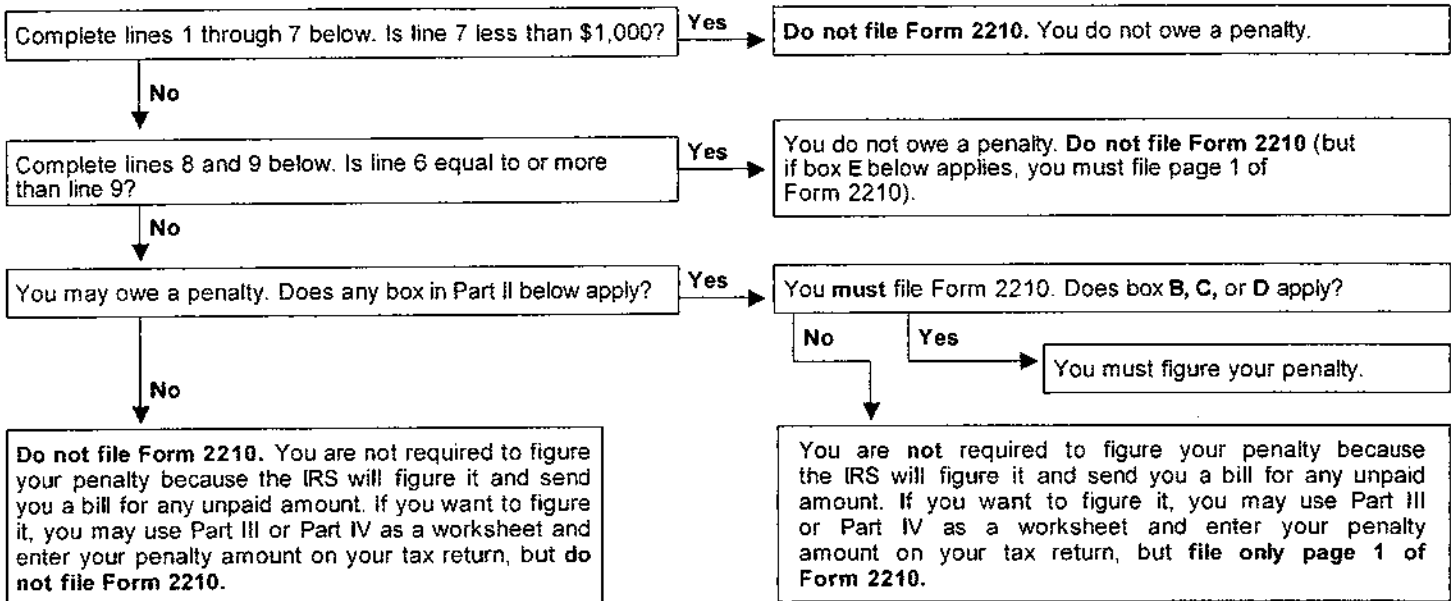 Complete lines 1 through 7 below. Is line 7 less than $1,000?
Yes
Do not file Form 2210. You do not owe a penalty.
No
Complete lines 8 and 9 below. Is line 6 equal to or more
than line 9?
Yes
You do not owe a penalty. Do not file Form 2210 (but
if box E below applies, you must file page 1 of
Form 2210).
No
You may owe a penalty. Does any box in Part II below apply?
Yes
You must file Form 2210. Does box B, C, or D apply?
No
Yes
You must figure your penalty.
No
Do not file Form 2210. You are not required to figure
your penalty because the IRS will figure it and send
you a bill for any unpaid amount. If you want to figure
it, you may use Part III or Part IV as a worksheet and
enter your penalty amount on your tax return, but do
not file Form 2210.
You are not required to figure your penalty because
the IRS will figure it and send you a bill for any unpaid
amount. If you want to figure it, you may use Part III
or Part IV as a worksheet and enter your penalty
amount on your tax return, but file only page 1 of
Form 2210.